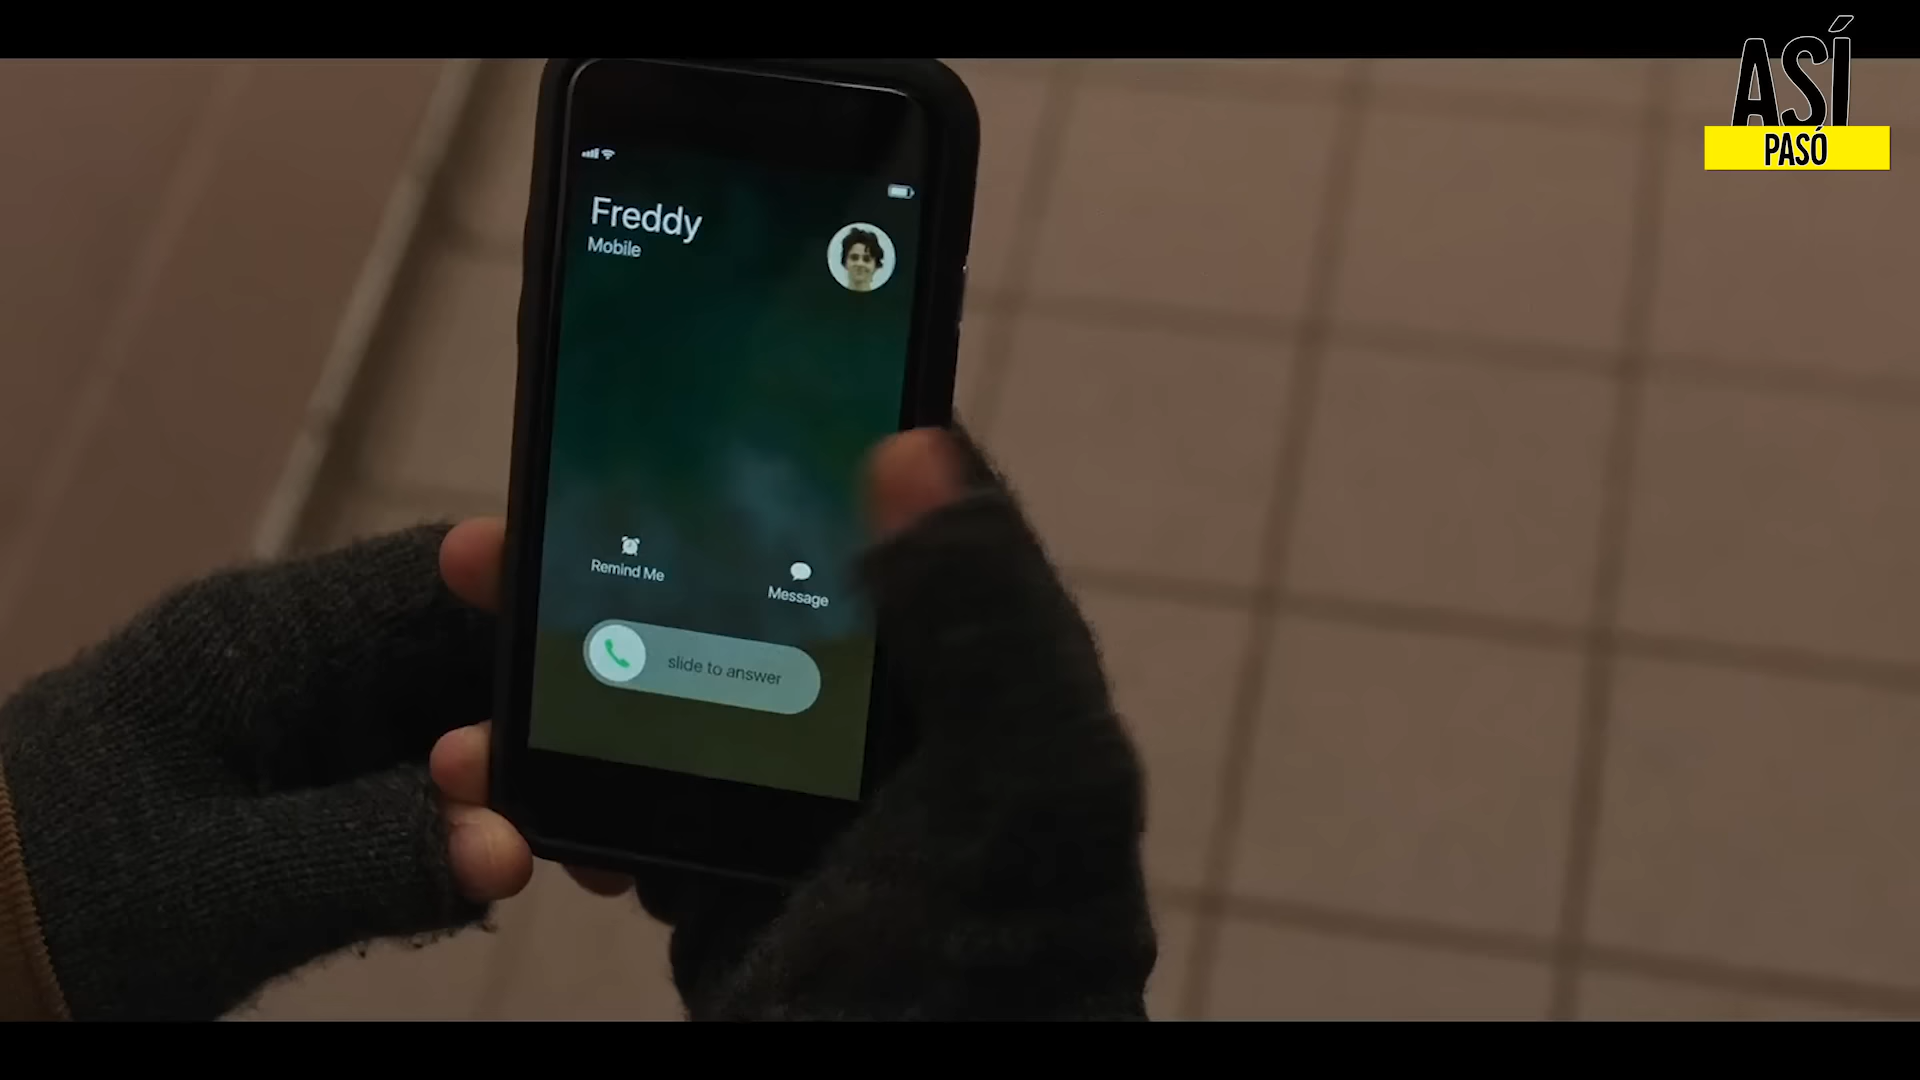 ASÍ
PASÓ
Freddy
Mobile
Remind Me
Message
slide to answer